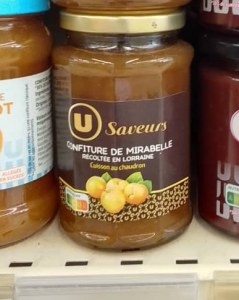 U Saveurs
CONFITURE DE MIRABELLE
RÉCOLTÉE EN LORRAINE
Cuisson au chaudron